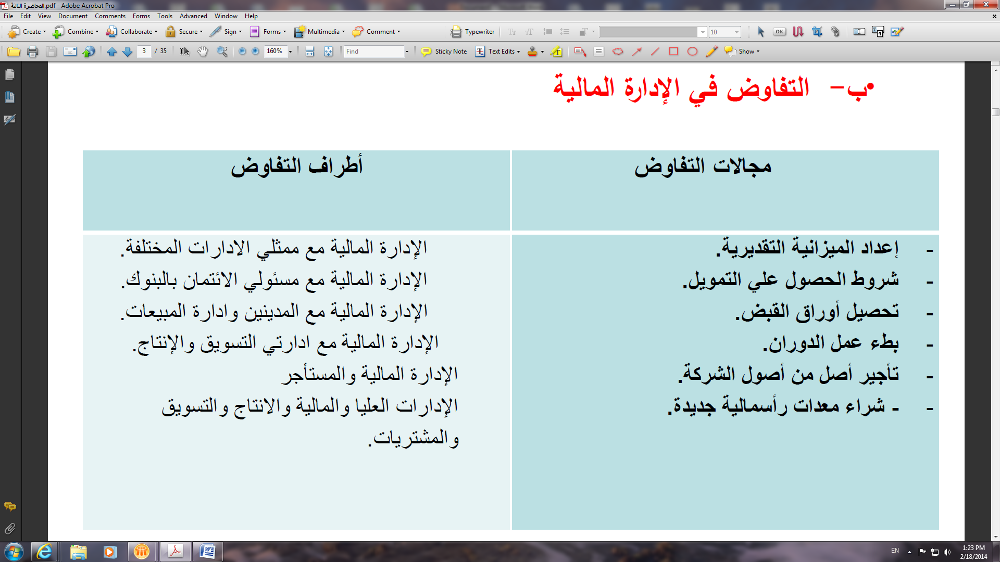 المحاضرة الثالثة.pdf - Adobe Acrobat Pro
File Edit View Document Comments Forms Tools Advanced Window Help
Create Combine Collaborate Secure Sign Forms Multimedia Comment Typewriter 10 OK
3 / 35 160% Find Sticky Note Text Edits Show
•ب- التفاوض في الإدارة المالية
مجالات التفاوض
- إعداد الميزانية التقديرية.
- شروط الحصول علي التمويل.
- تحصيل أوراق القبض.
- بطء عمل الدوران.
- تأجير أصل من أصول الشركة.
- - شراء معدات رأسمالية جديدة.
أطراف التفاوض
الإدارة المالية مع ممثلي الادارات المختلفة.
الإدارة المالية مع مسئولي الائتمان بالبنوك.
الإدارة المالية مع المدينين وادارة المبيعات.
الإدارة المالية مع ادارتي التسويق والإنتاج.
الإدارة المالية والمستأجر
الإدارات العليا والمالية والانتاج والتسويق
والمشتريات.
EN
1:23 PM
2/18/2014